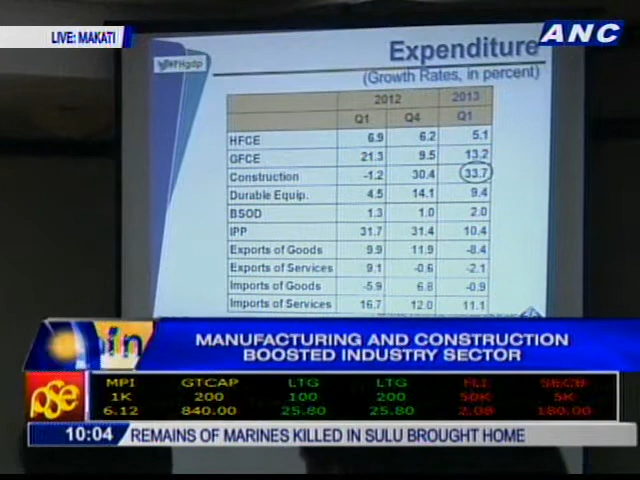 LIVE: MAKATI
ANC
PHgdp
Expenditure
(Growth Rates, in percent)
2012 2013
Q1 Q4 Q1
HFCE 6.9 6.2 5.1
GFCE 21.3 9.5 13.2
Construction -1.2 30.4 33.7
Durable Equip. 4.5 14.1 9.4
BSOD 1.3 1.0 2.0
IPP 31.7 31.4 10.4
Exports of Goods 9.9 11.9 -8.4
Exports of Services 9.1 -0.6 -2.1
Imports of Goods -5.9 6.8 -0.9
Imports of Services 16.7 12.0 11.1
MANUFACTURING AND CONSTRUCTION
BOOSTED INDUSTRY SECTOR
pse
MPI GTCAP LTG LTG FLI SECB
1K 200 100 200 50K 5K
6.12 840.00 25.80 25.80 2.08 180.00
10:04 REMAINS OF MARINES KILLED IN SULU BROUGHT HOME